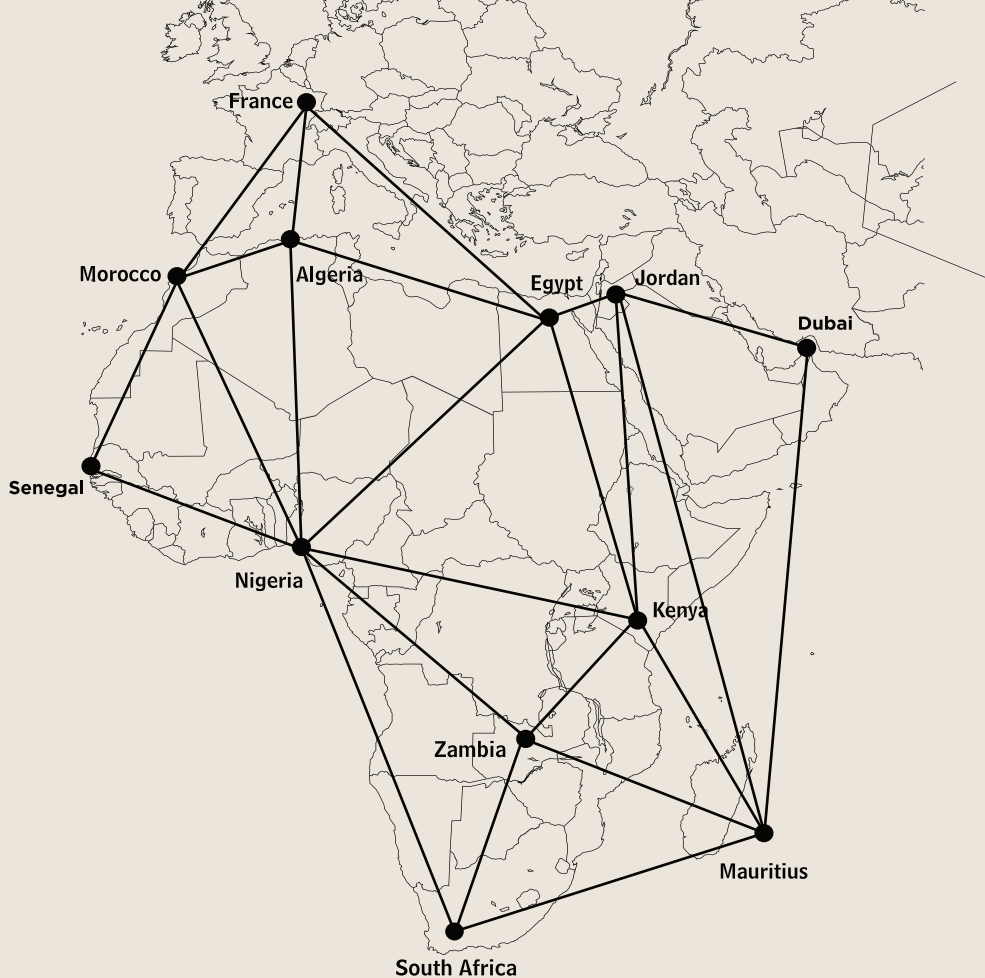 France
Morocco
Algeria
Egypt
Jordan
Dubai
Senegal
Nigeria
Kenya
Zambia
Mauritius
South Africa